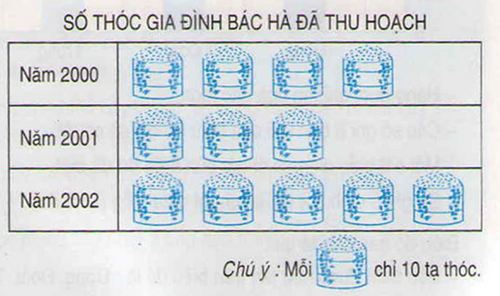 SỐ THÓC GIA ĐÌNH BÁC HÀ ĐÃ THU HOẠCH
Năm 2000
Năm 2001
Năm 2002
Chú ý : Mỗi chỉ 10 tạ thóc.